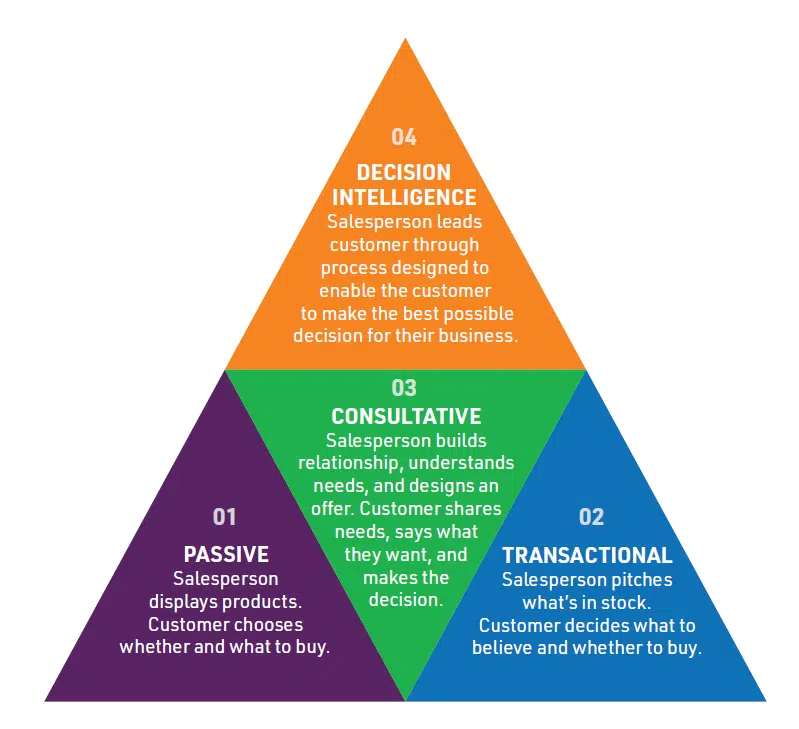 04
DECISION
INTELLIGENCE
Salesperson leads
customer through
process designed to
enable the customer
to make the best possible
decision for their business.
03
CONSULTATIVE
Salesperson builds
relationship, understands
needs, and designs an
offer. Customer shares
needs, says what
they want, and
makes the
decision.
01
PASSIVE
Salesperson
displays products.
Customer chooses
whether and what to buy.
02
TRANSACTIONAL
Salesperson pitches
what's in stock.
Customer decides what to
believe and whether to buy.